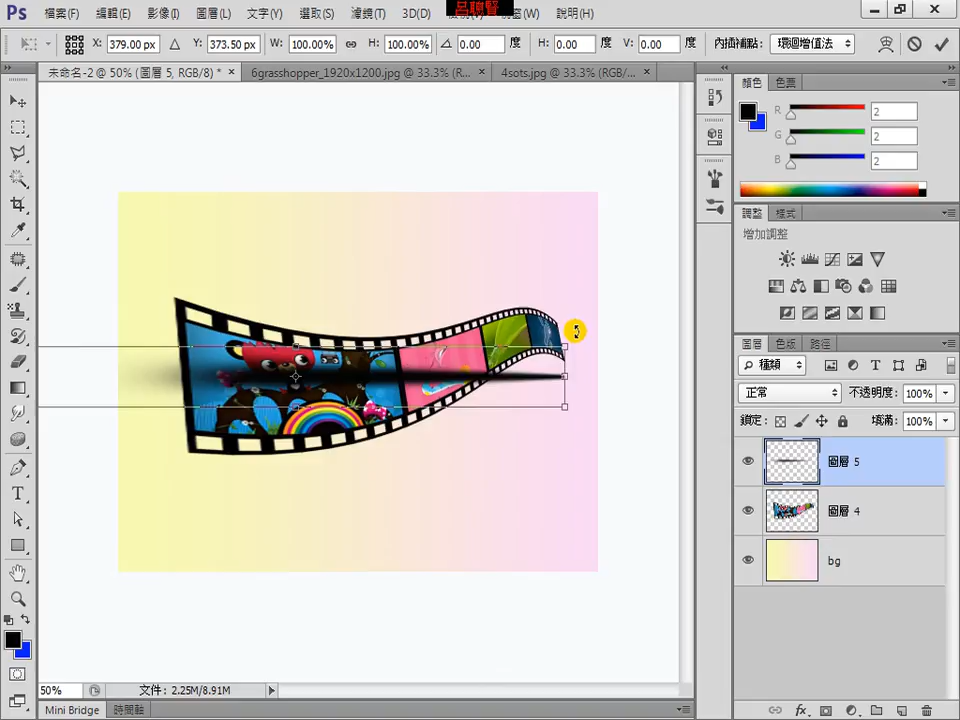 呂聰賢
Ps 檔案(F) 編輯(E) 影像(I) 圖層(L) 文字(Y) 選取(S) 濾鏡(T) 3D(D) 視窗(W) 說明(H)
X: 379.00 px Y: 373.50 px W: 100.00% H: 100.00% 0.00 度 H: 0.00 度 V: 0.00 度 內插補點: 環迴增值法
未命名-2 @ 50% (圖層 5, RGB/8) * × 6grasshopper_1920x1200.jpg @ 33.3% (R... × 4sots.jpg @ 33.3% (RGB/... ×
顏色 色票
R 2
G 2
B 2
調整 樣式
增加調整
圖層 色版 路徑
種類
正常 不透明度: 100%
鎖定: 填滿: 100%
圖層 5
圖層 4
bg
50% 文件: 2.25M/8.91M
Mini Bridge 時間軸